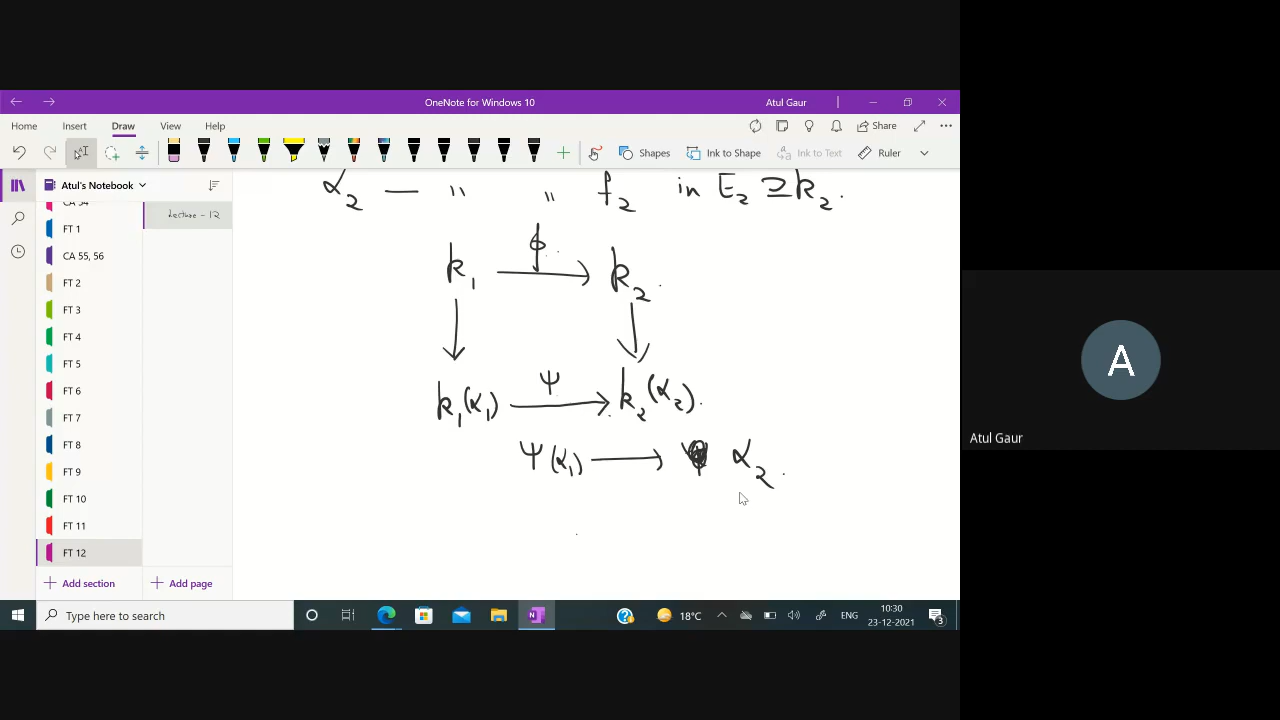 OneNote for Windows 10
Atul Gaur
Home Insert Draw View Help
Share
Shapes Ink to Shape Ink to Text Ruler
Atul's Notebook
CA 54
FT 1
CA 55, 56
FT 2
FT 3
FT 4
FT 5
FT 6
FT 7
FT 8
FT 9
FT 10
FT 11
FT 12
Add section Add page
Lecture - 12
α₂ — " " f₂ in E₂ ⊇ k₂.
ϕ
k₁ → k₂.
↓ ↓
ψ
k₁(α₁) → k₂(α₂).
ψ(α₁) → α₂.
A
Atul Gaur
Type here to search
18°C
ENG
10:30
23-12-2021
3